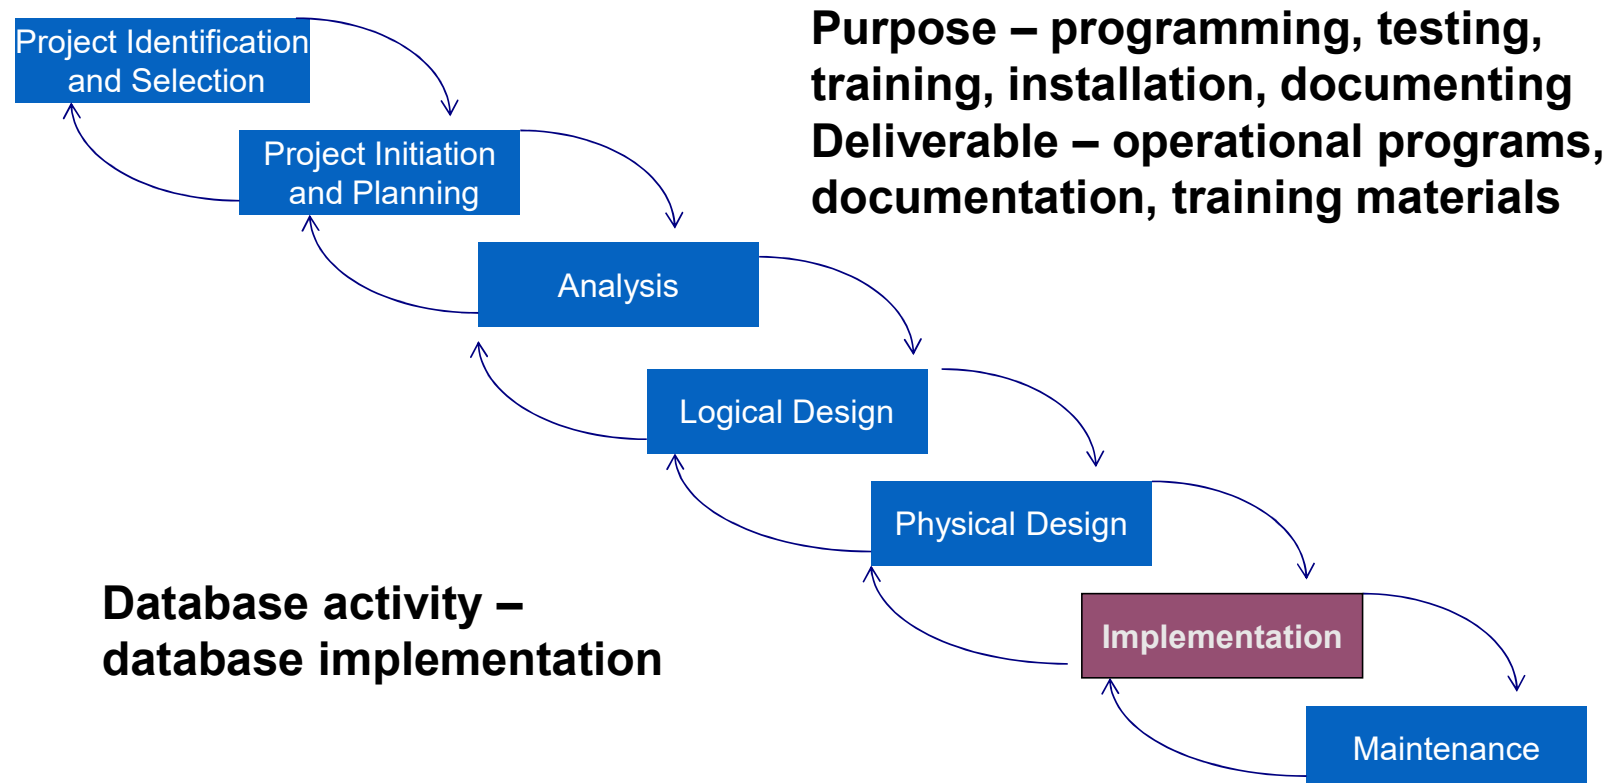 Project Identification
and Selection
Purpose – programming, testing,
training, installation, documenting
Deliverable – operational programs,
documentation, training materials
Project Initiation
and Planning
Analysis
Logical Design
Physical Design
Database activity –
database implementation
Implementation
Maintenance